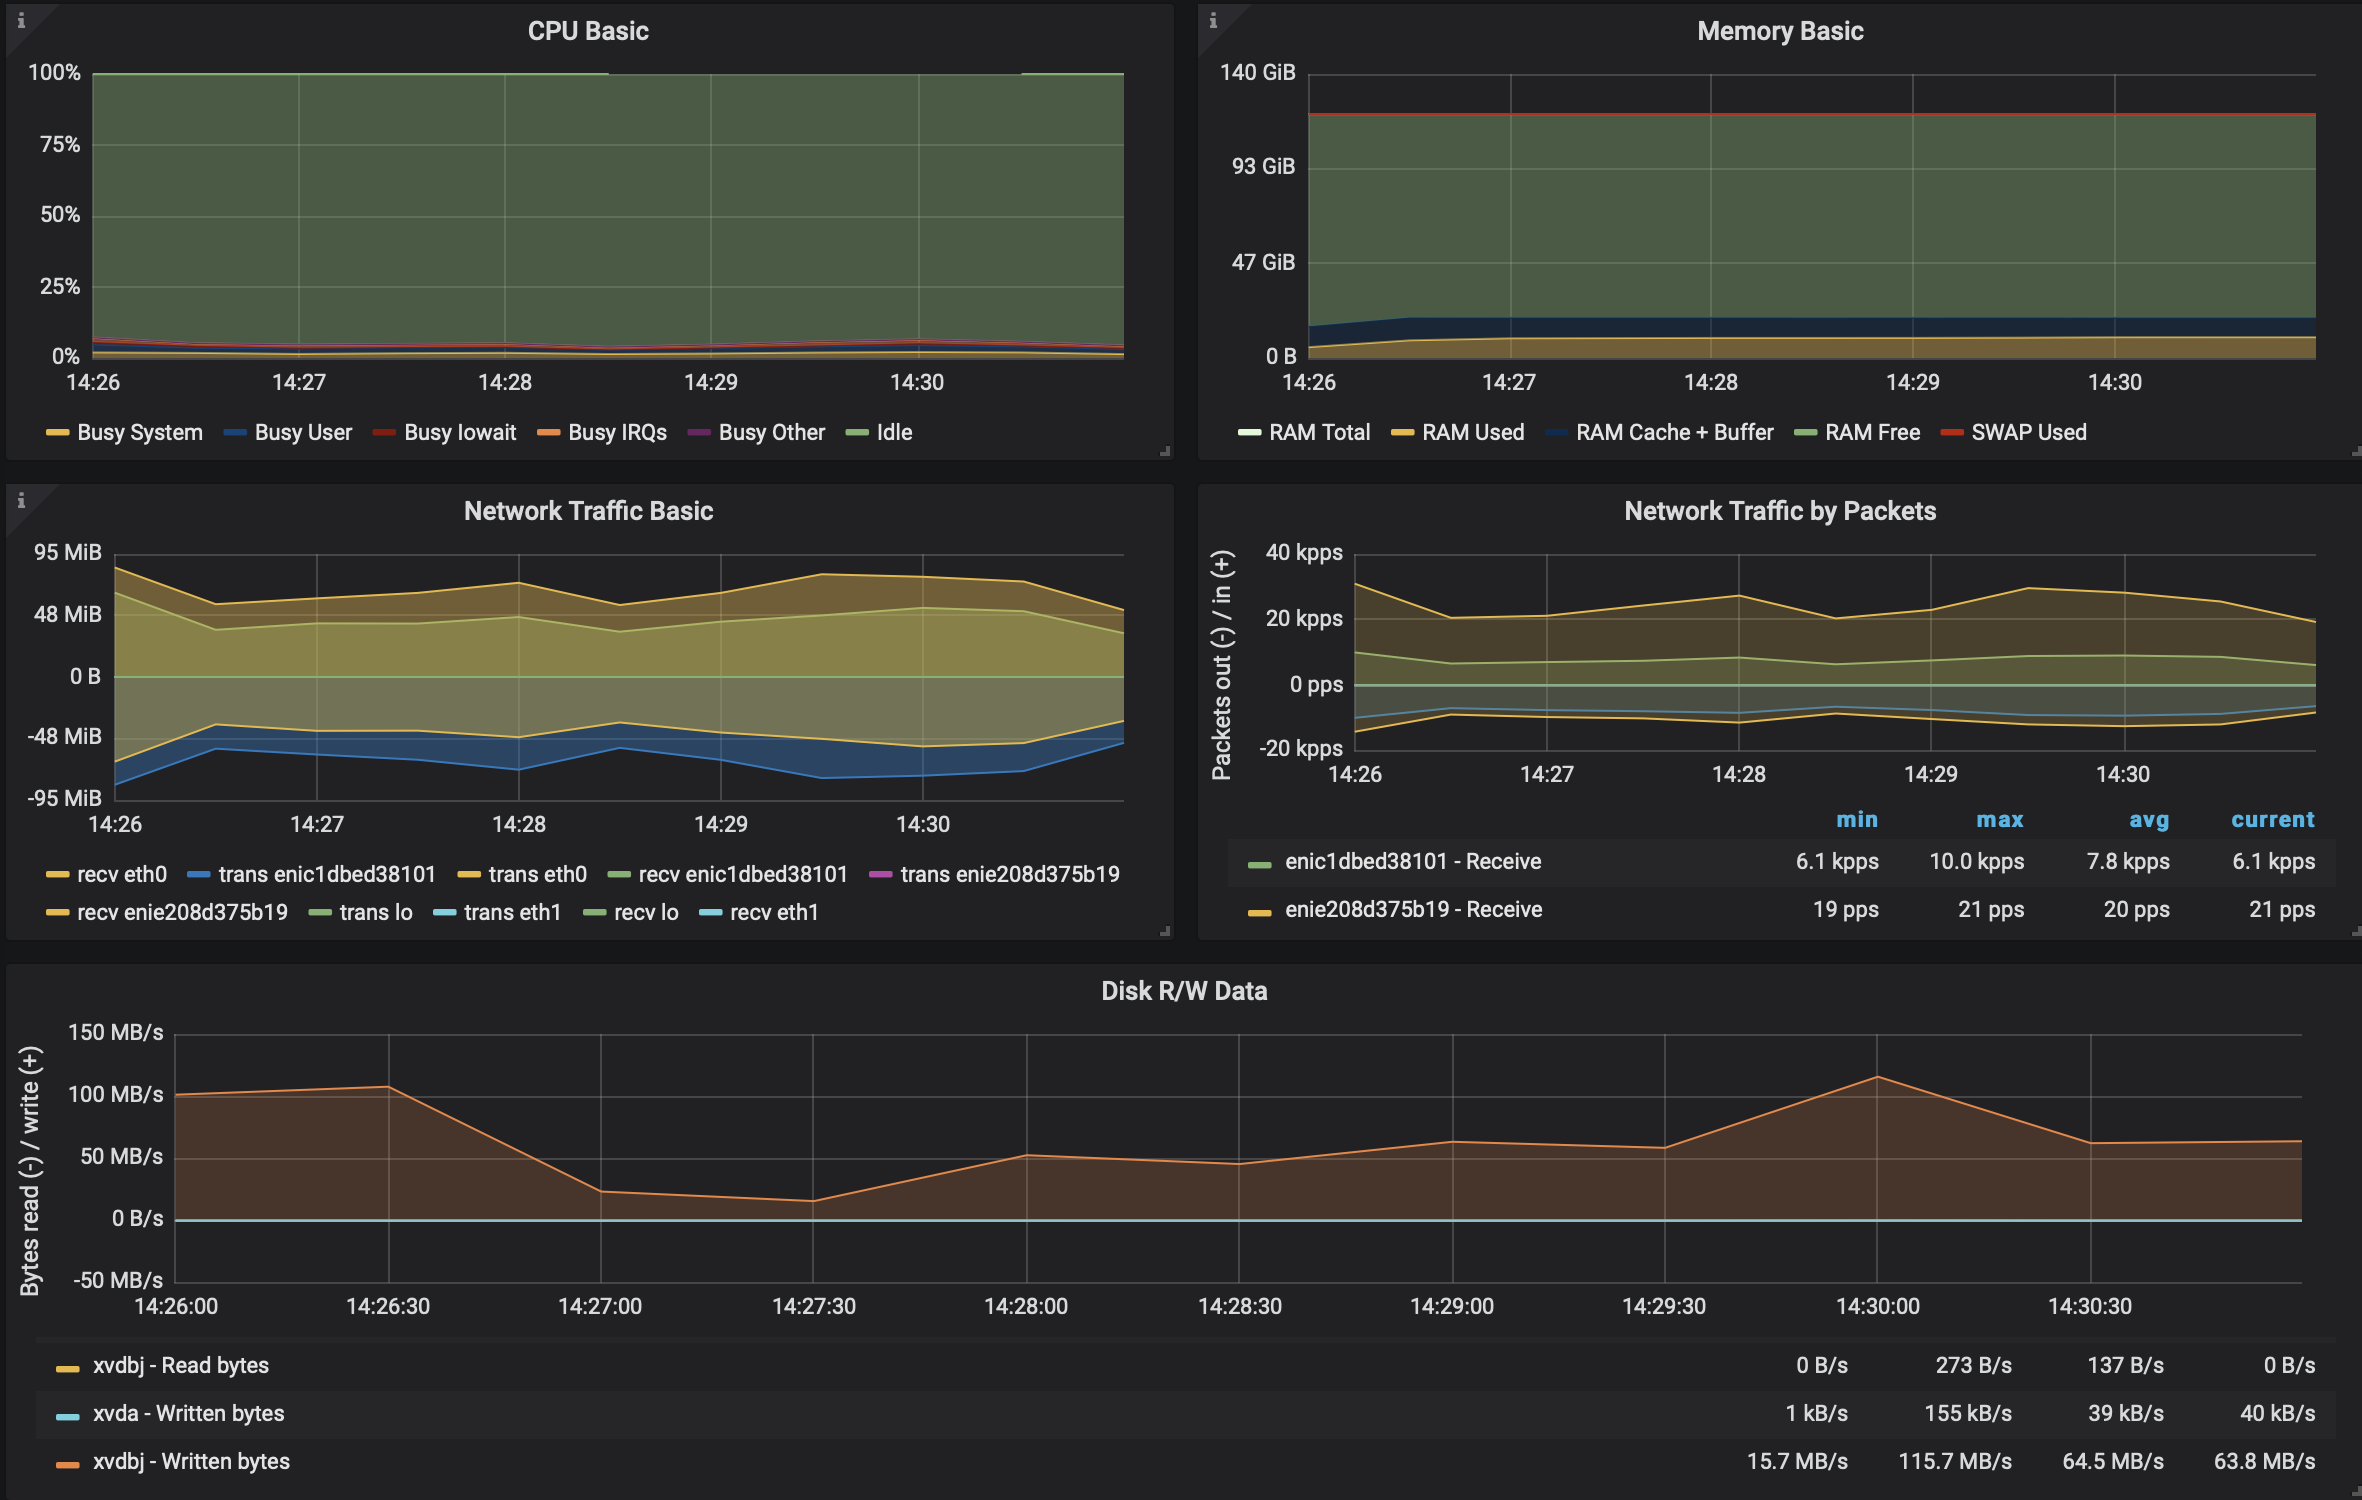 CPU Basic
100%
75%
50%
25%
0%
14:26 14:27 14:28 14:29 14:30
Busy System Busy User Busy Iowait Busy IRQs Busy Other Idle
Memory Basic
140 GiB
93 GiB
47 GiB
0 B
14:26 14:27 14:28 14:29 14:30
RAM Total RAM Used RAM Cache + Buffer RAM Free SWAP Used
Network Traffic Basic
95 MiB
48 MiB
0 B
-48 MiB
-95 MiB
14:26 14:27 14:28 14:29 14:30
recv eth0 trans enic1dbed38101 trans eth0 recv enic1dbed38101 trans enie208d375b19
recv enie208d375b19 trans lo trans eth1 recv lo recv eth1
Network Traffic by Packets
Packets out (-) / in (+)
40 kpps
20 kpps
0 pps
-20 kpps
14:26 14:27 14:28 14:29 14:30
min max avg current
enic1dbed38101 - Receive 6.1 kpps 10.0 kpps 7.8 kpps 6.1 kpps
enie208d375b19 - Receive 19 pps 21 pps 20 pps 21 pps
Disk R/W Data
Bytes read (-) / write (+)
150 MB/s
100 MB/s
50 MB/s
0 B/s
-50 MB/s
14:26:00 14:26:30 14:27:00 14:27:30 14:28:00 14:28:30 14:29:00 14:29:30 14:30:00 14:30:30
xvdbj - Read bytes 0 B/s 273 B/s 137 B/s 0 B/s
xvda - Written bytes 1 kB/s 155 kB/s 39 kB/s 40 kB/s
xvdbj - Written bytes 15.7 MB/s 115.7 MB/s 64.5 MB/s 63.8 MB/s